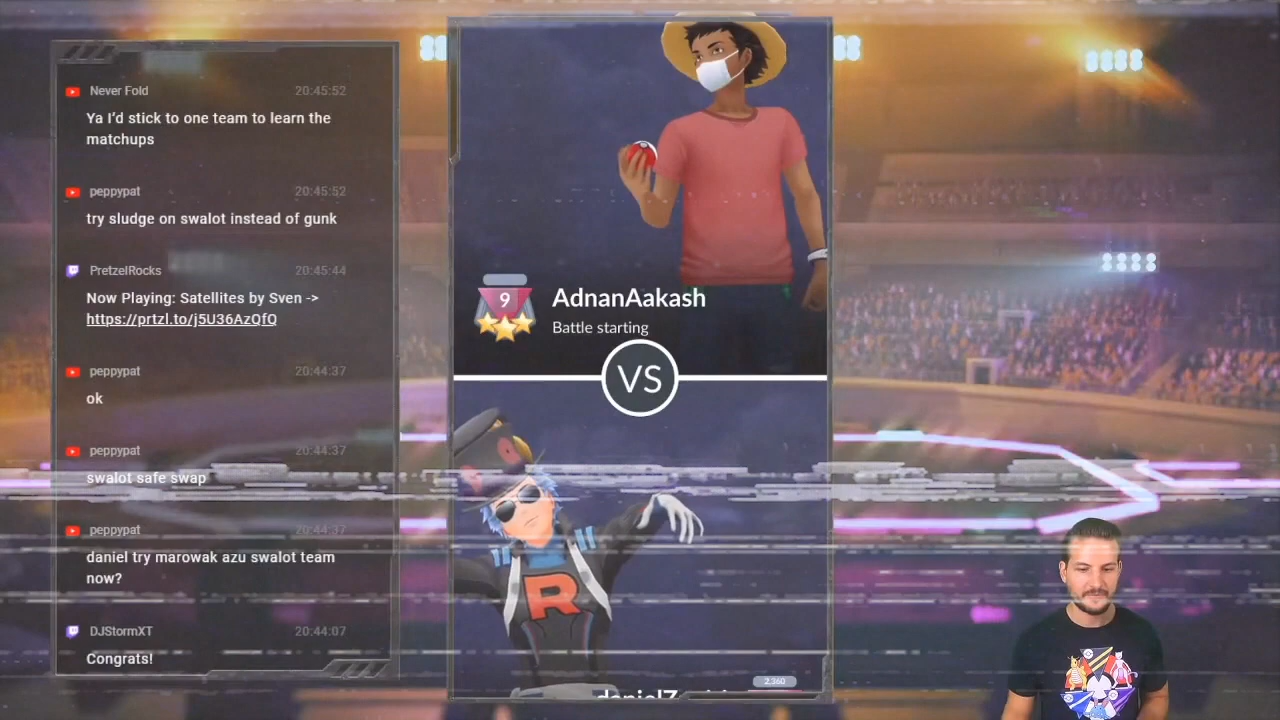 Never Fold 20:45:52
Ya I'd stick to one team to learn the
matchups
peppypat 20:45:52
try sludge on swalot instead of gunk
PretzelRocks 20:45:44
Now Playing: Satellites by Sven ->
https://prtzl.to/j5U36AzQfQ
peppypat 20:44:37
ok
peppypat 20:44:37
swalot safe swap
peppypat 20:44:37
daniel try marowak azu swalot team
now?
DJStormXT 20:44:07
Congrats!
9
AdnanAakash
Battle starting
VS
R
2,360